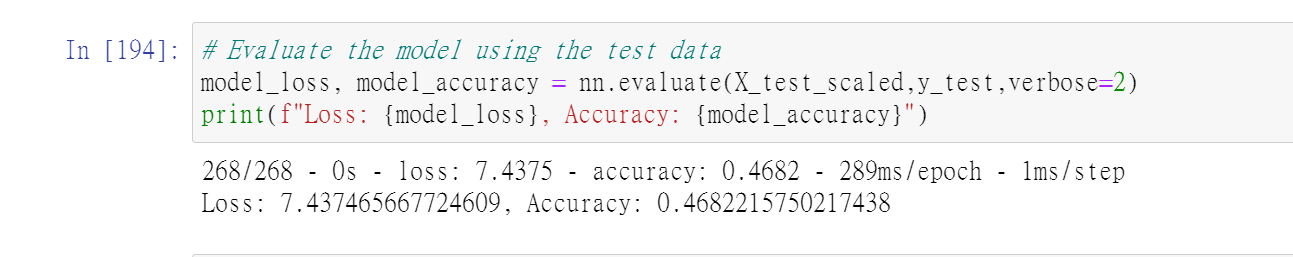 In [194]: # Evaluate the model using the test data
model_loss, model_accuracy = nn.evaluate(X_test_scaled,y_test,verbose=2)
print(f"Loss: {model_loss}, Accuracy: {model_accuracy}")
268/268 - 0s - loss: 7.4375 - accuracy: 0.4682 - 289ms/epoch - 1ms/step
Loss: 7.437465667724609, Accuracy: 0.4682215750217438